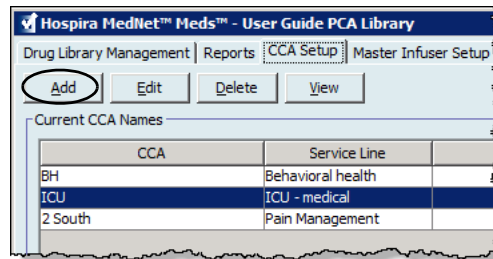 Hospira MedNet™ Meds™ - User Guide PCA Library
Drug Library Management Reports CCA Setup Master Infuser Setup
Add Edit Delete View
Current CCA Names
CCA Service Line
BH Behavioral health
ICU ICU - medical
2 South Pain Management